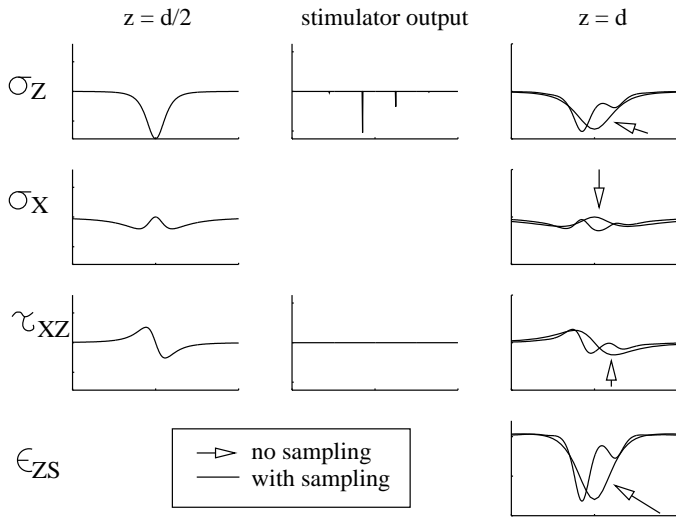 z = d/2 stimulator output z = d
σZ
σX
τXZ
ϵZS
no sampling
with sampling